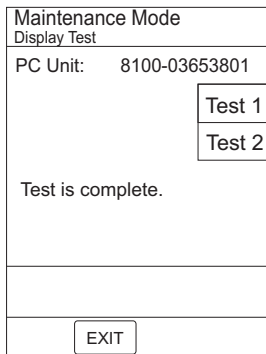 Maintenance Mode
Display Test
PC Unit: 8100-03653801
Test 1
Test 2
Test is complete.
EXIT